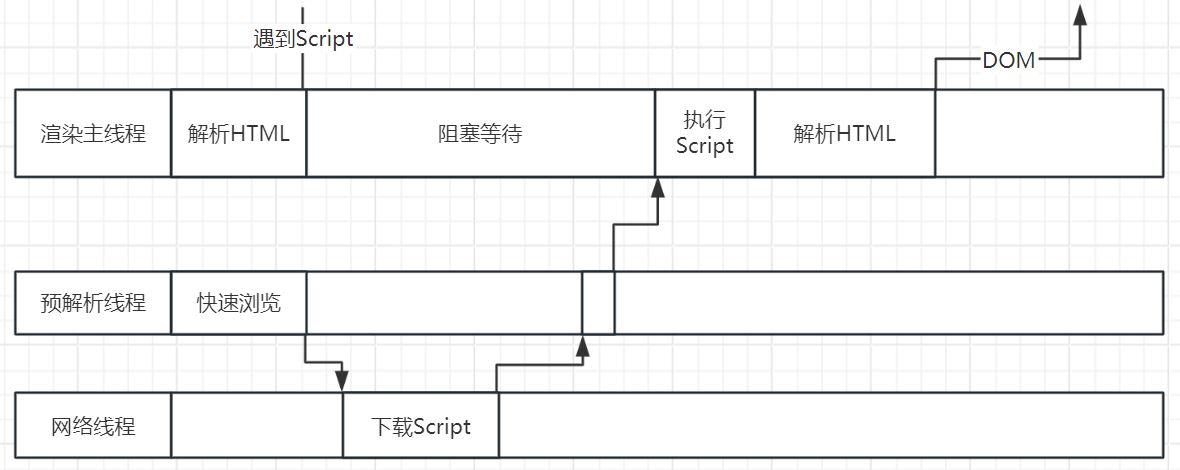 遇到Script
DOM
渲染主线程
解析HTML
阻塞等待
执行
Script
解析HTML
预解析线程
快速浏览
网络线程
下载Script